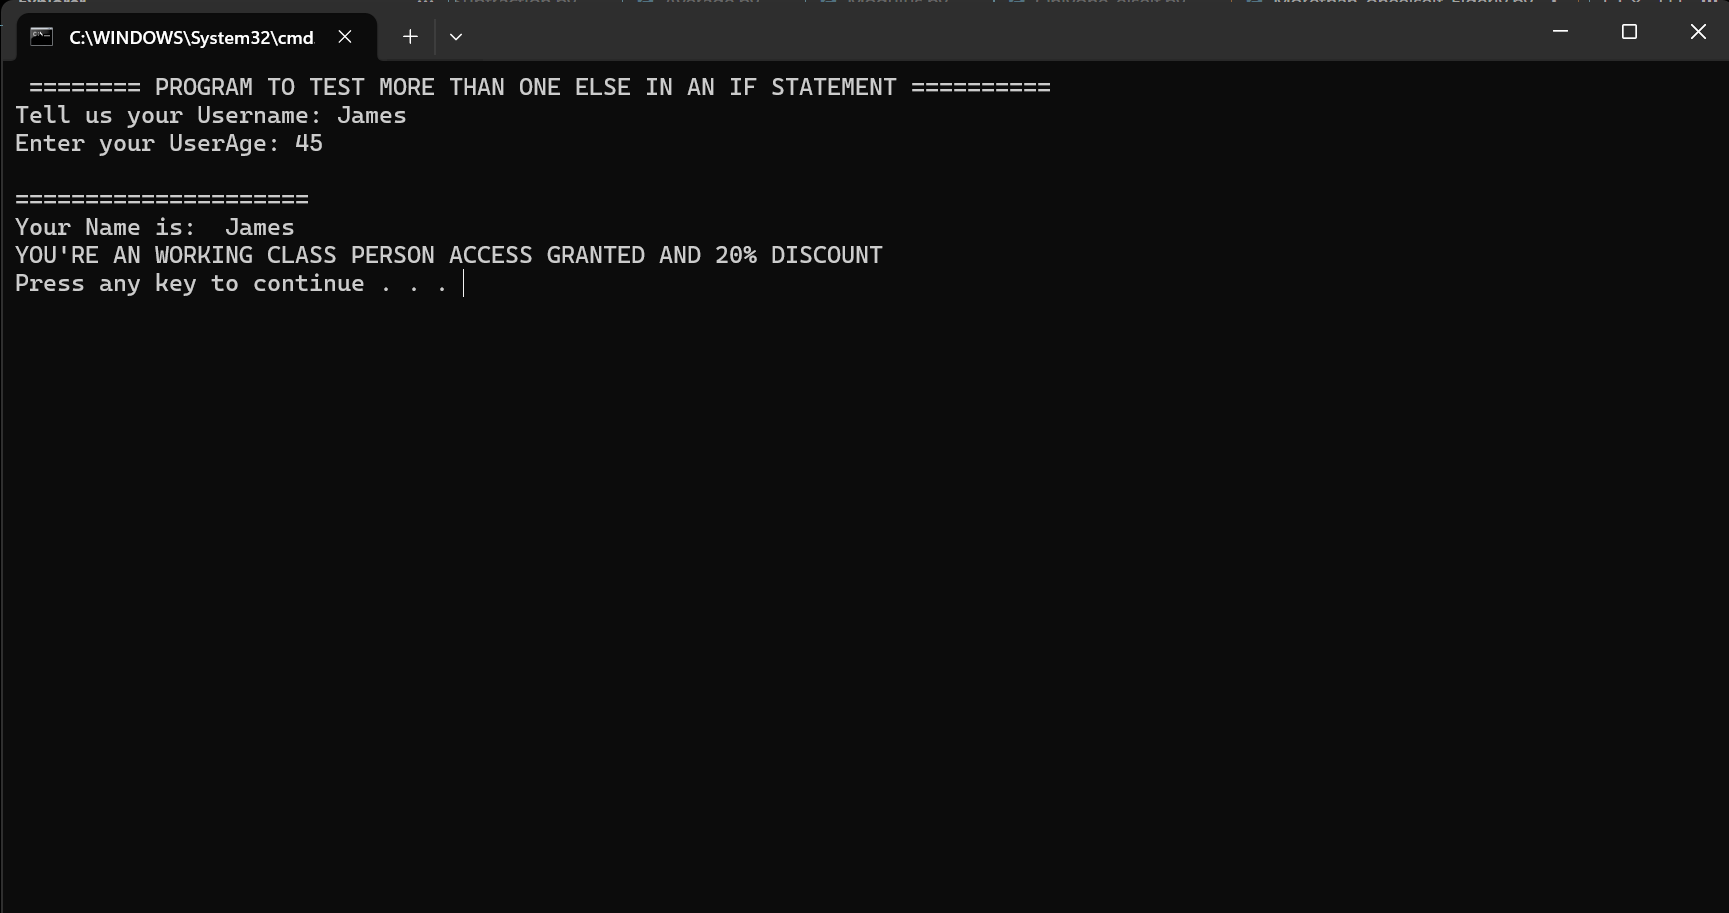 C:\WINDOWS\System32\cmd.
======== PROGRAM TO TEST MORE THAN ONE ELSE IN AN IF STATEMENT ==========
Tell us your Username: James
Enter your UserAge: 45
=====================
Your Name is:  James
YOU'RE AN WORKING CLASS PERSON ACCESS GRANTED AND 20% DISCOUNT
Press any key to continue . . .